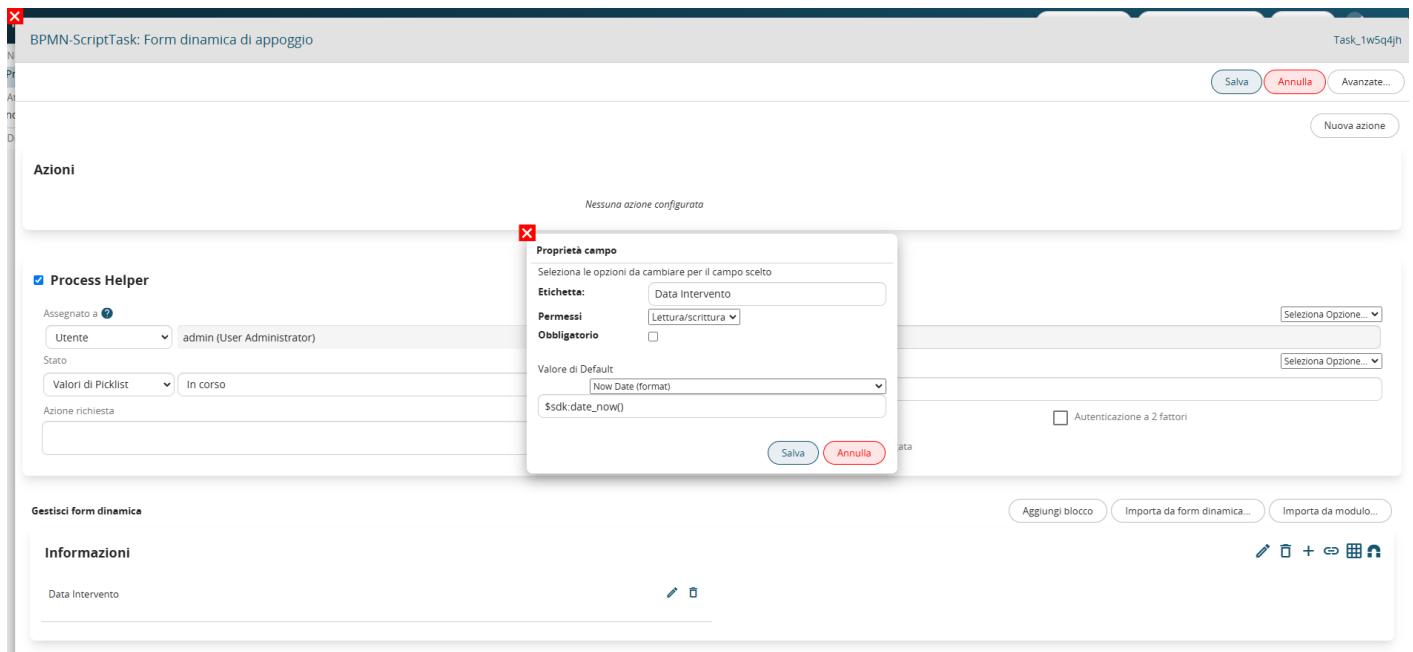 BPMN-ScriptTask: Form dinamica di appoggio
Task_1w5q4jh
Salva
Annulla
Avanzate...
Nuova azione
Azioni
Nessuna azione configurata
Process Helper
Assegnato a
Seleziona Opzione...
Utente
admin (User Administrator)
Stato
Seleziona Opzione...
Valori di Picklist
In corso
Azione richiesta
Autenticazione a 2 fattori
Proprietà campo
Seleziona le opzioni da cambiare per il campo scelto
Etichetta:
Data Intervento
Permessi
Lettura/scrittura
Obbligatorio
Valore di Default
Now Date (format)
$sdk:date_now()
Salva
Annulla
Gestisci form dinamica
Aggiungi blocco
Importa da form dinamica...
Importa da modulo...
Informazioni
Data Intervento